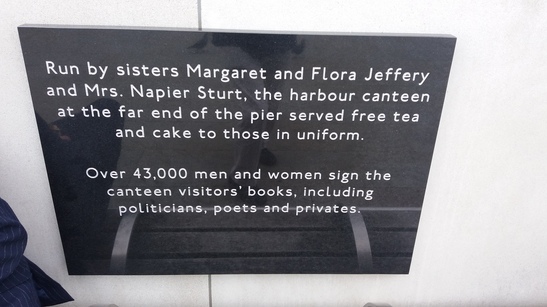 Run by sisters Margaret and Flora Jeffery
and Mrs. Napier Sturt, the harbour canteen
at the far end of the pier served free tea
and cake to those in uniform.
Over 43,000 men and women sign the
canteen visitors' books, including
politicians, poets and privates.